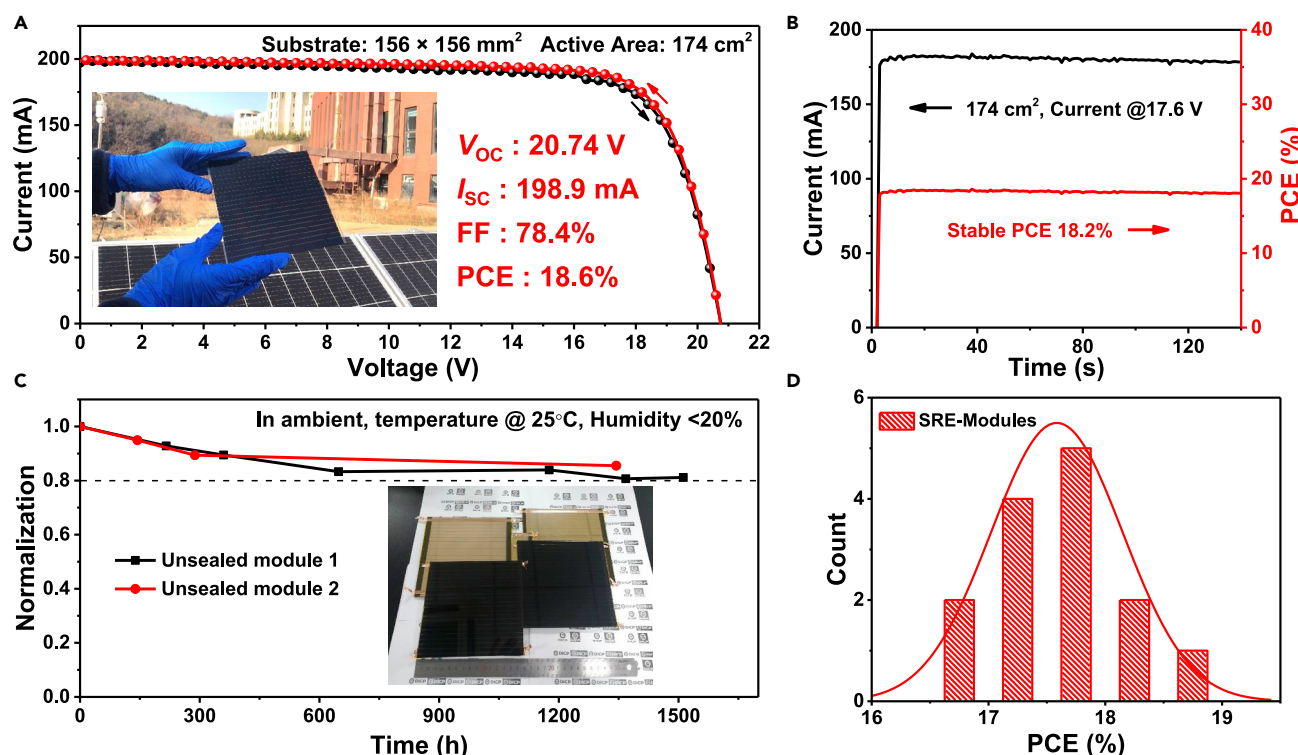 A
Substrate: 156 × 156 mm² Active Area: 174 cm²
200
150
100
50
0
Current (mA)
V_OC : 20.74 V
I_SC : 198.9 mA
FF : 78.4%
PCE : 18.6%
0 2 4 6 8 10 12 14 16 18 20 22
Voltage (V)
B
200
150
100
50
0
Current (mA)
174 cm², Current @17.6 V
Stable PCE 18.2%
40
30
20
10
0
PCE (%)
0 40 80 120
Time (s)
C
In ambient, temperature @ 25°C, Humidity <20%
1.0
0.8
0.6
0.4
0.2
0.0
Normalization
Unsealed module 1
Unsealed module 2
DICP
0 300 600 900 1200 1500
Time (h)
D
SRE-Modules
6
4
2
0
Count
16 17 18 19
PCE (%)